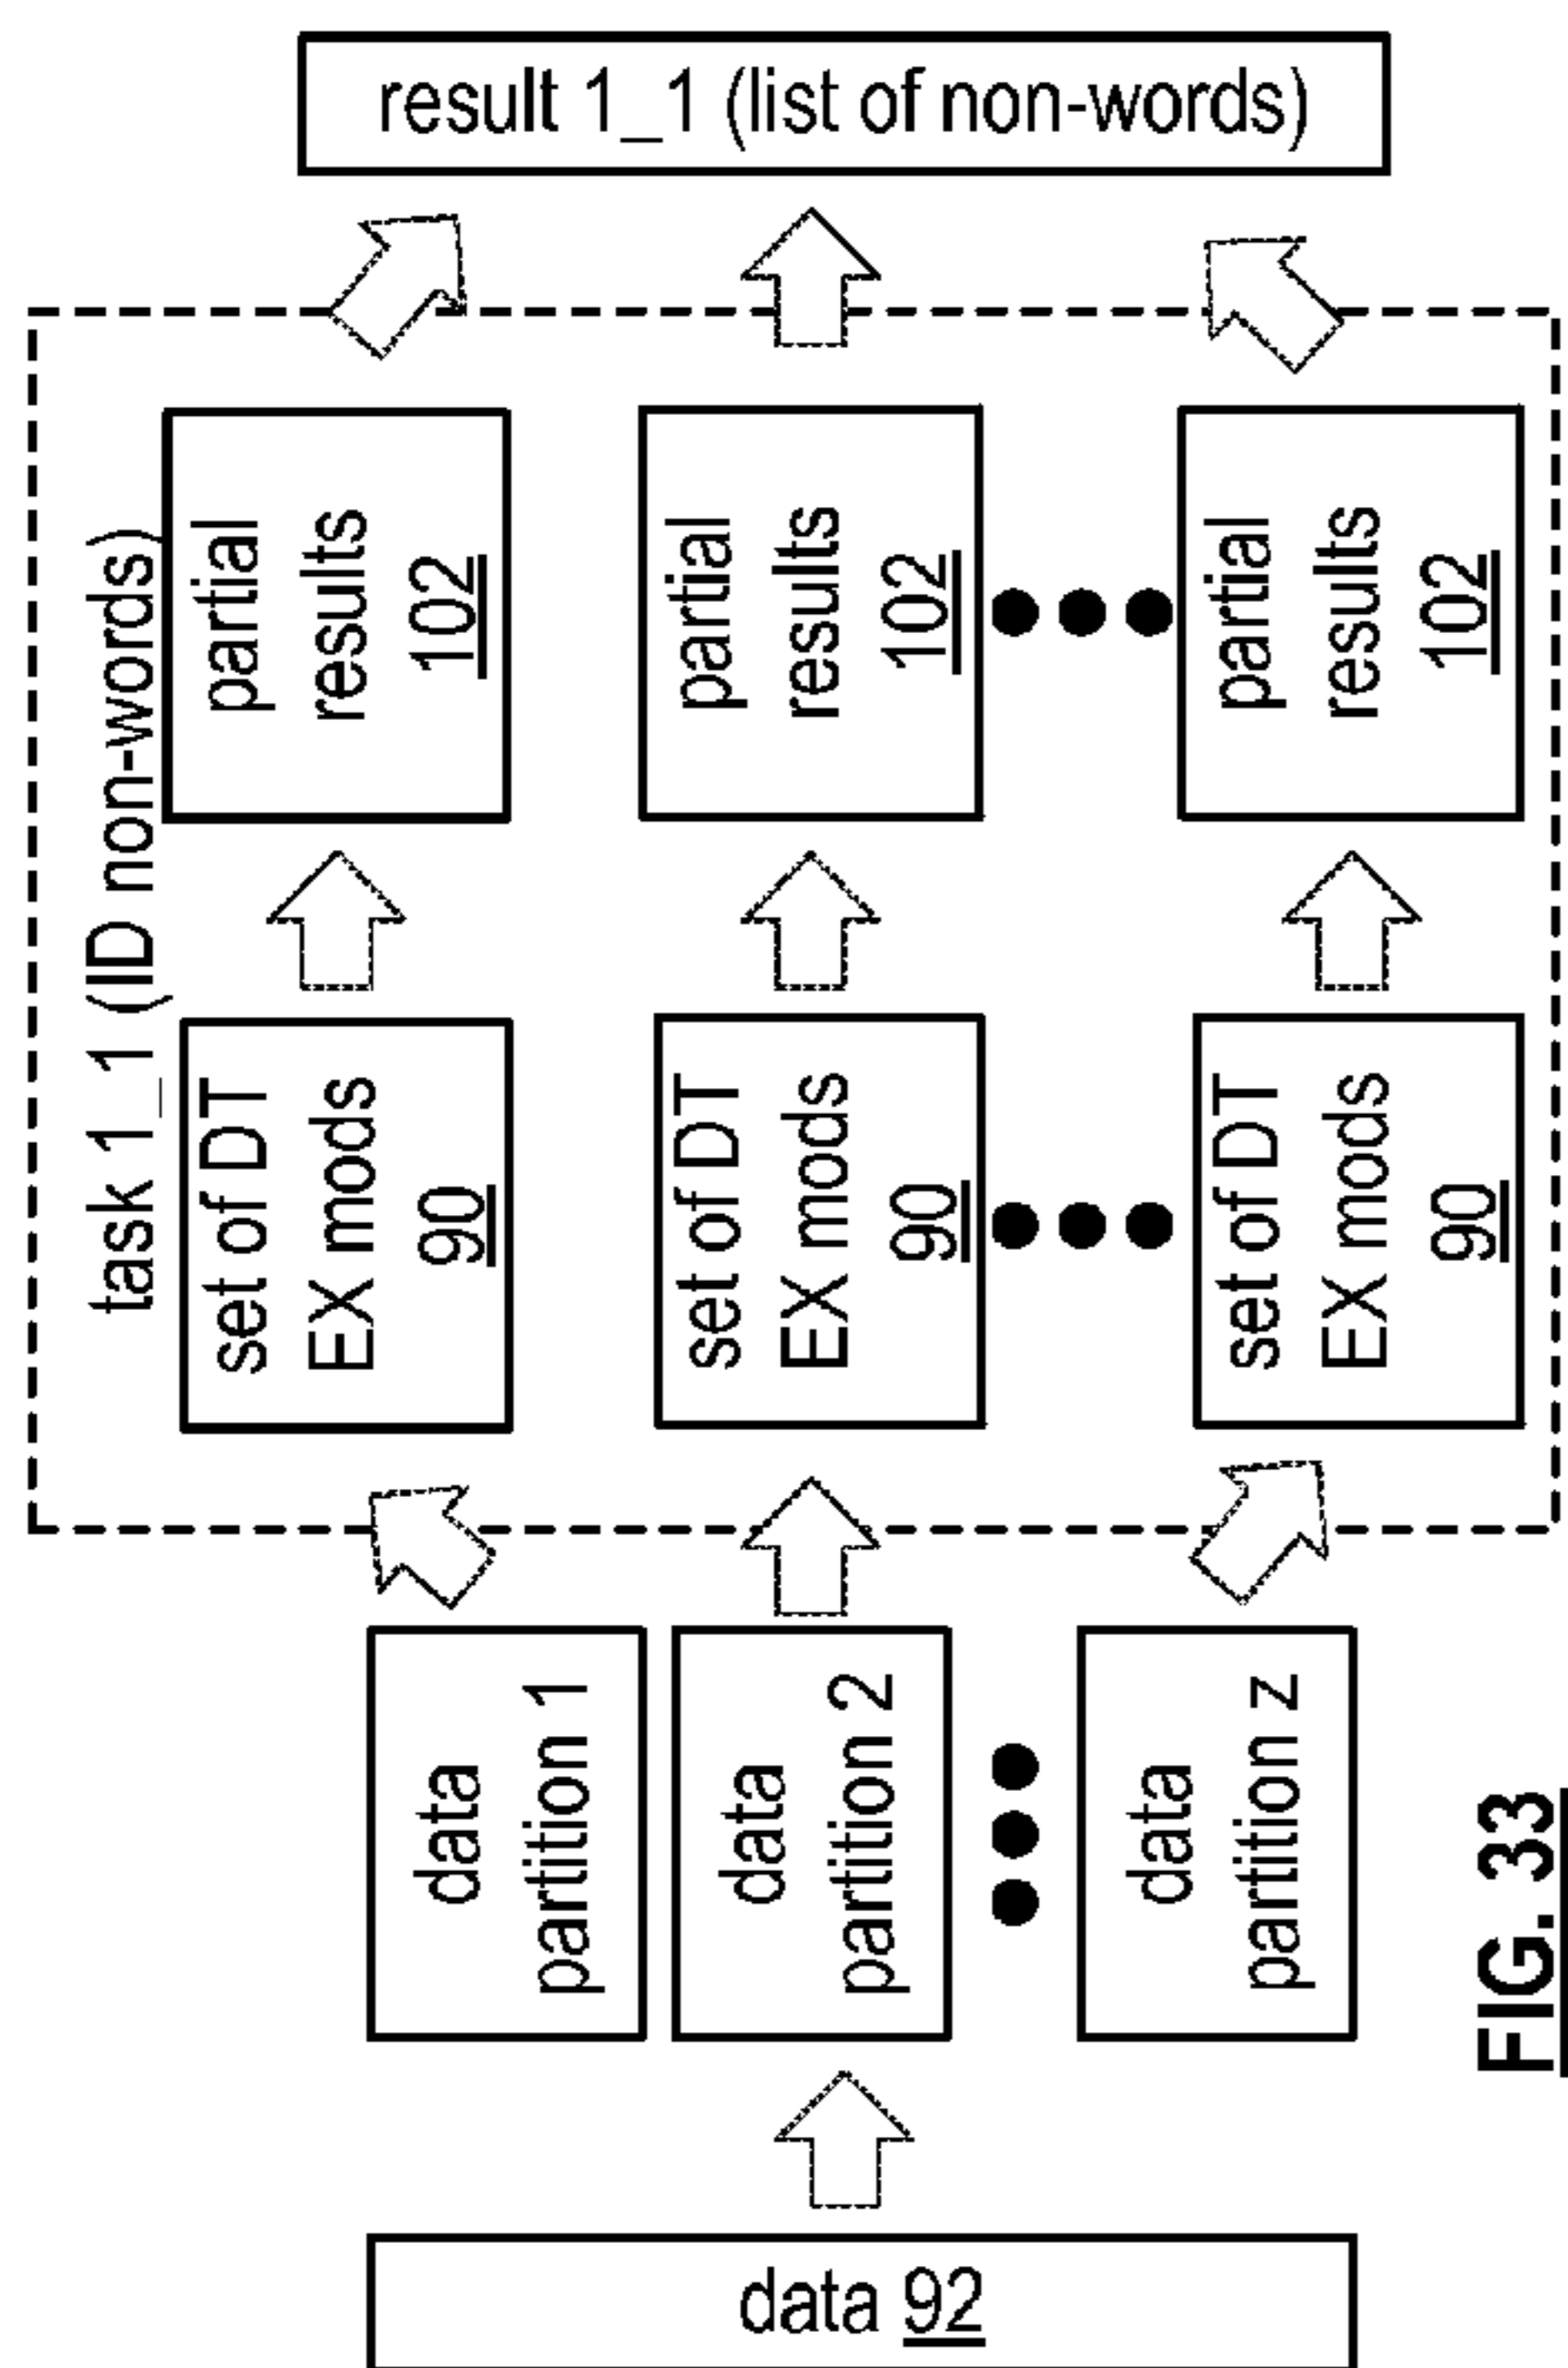 data 92
data
partition 1
data
partition 2
data
partition z
task 1_1 (ID non-words)
set of DT
EX mods
90
set of DT
EX mods
90
set of DT
EX mods
90
partial
results
102
partial
results
102
partial
results
102
result 1_1 (list of non-words)
FIG. 33